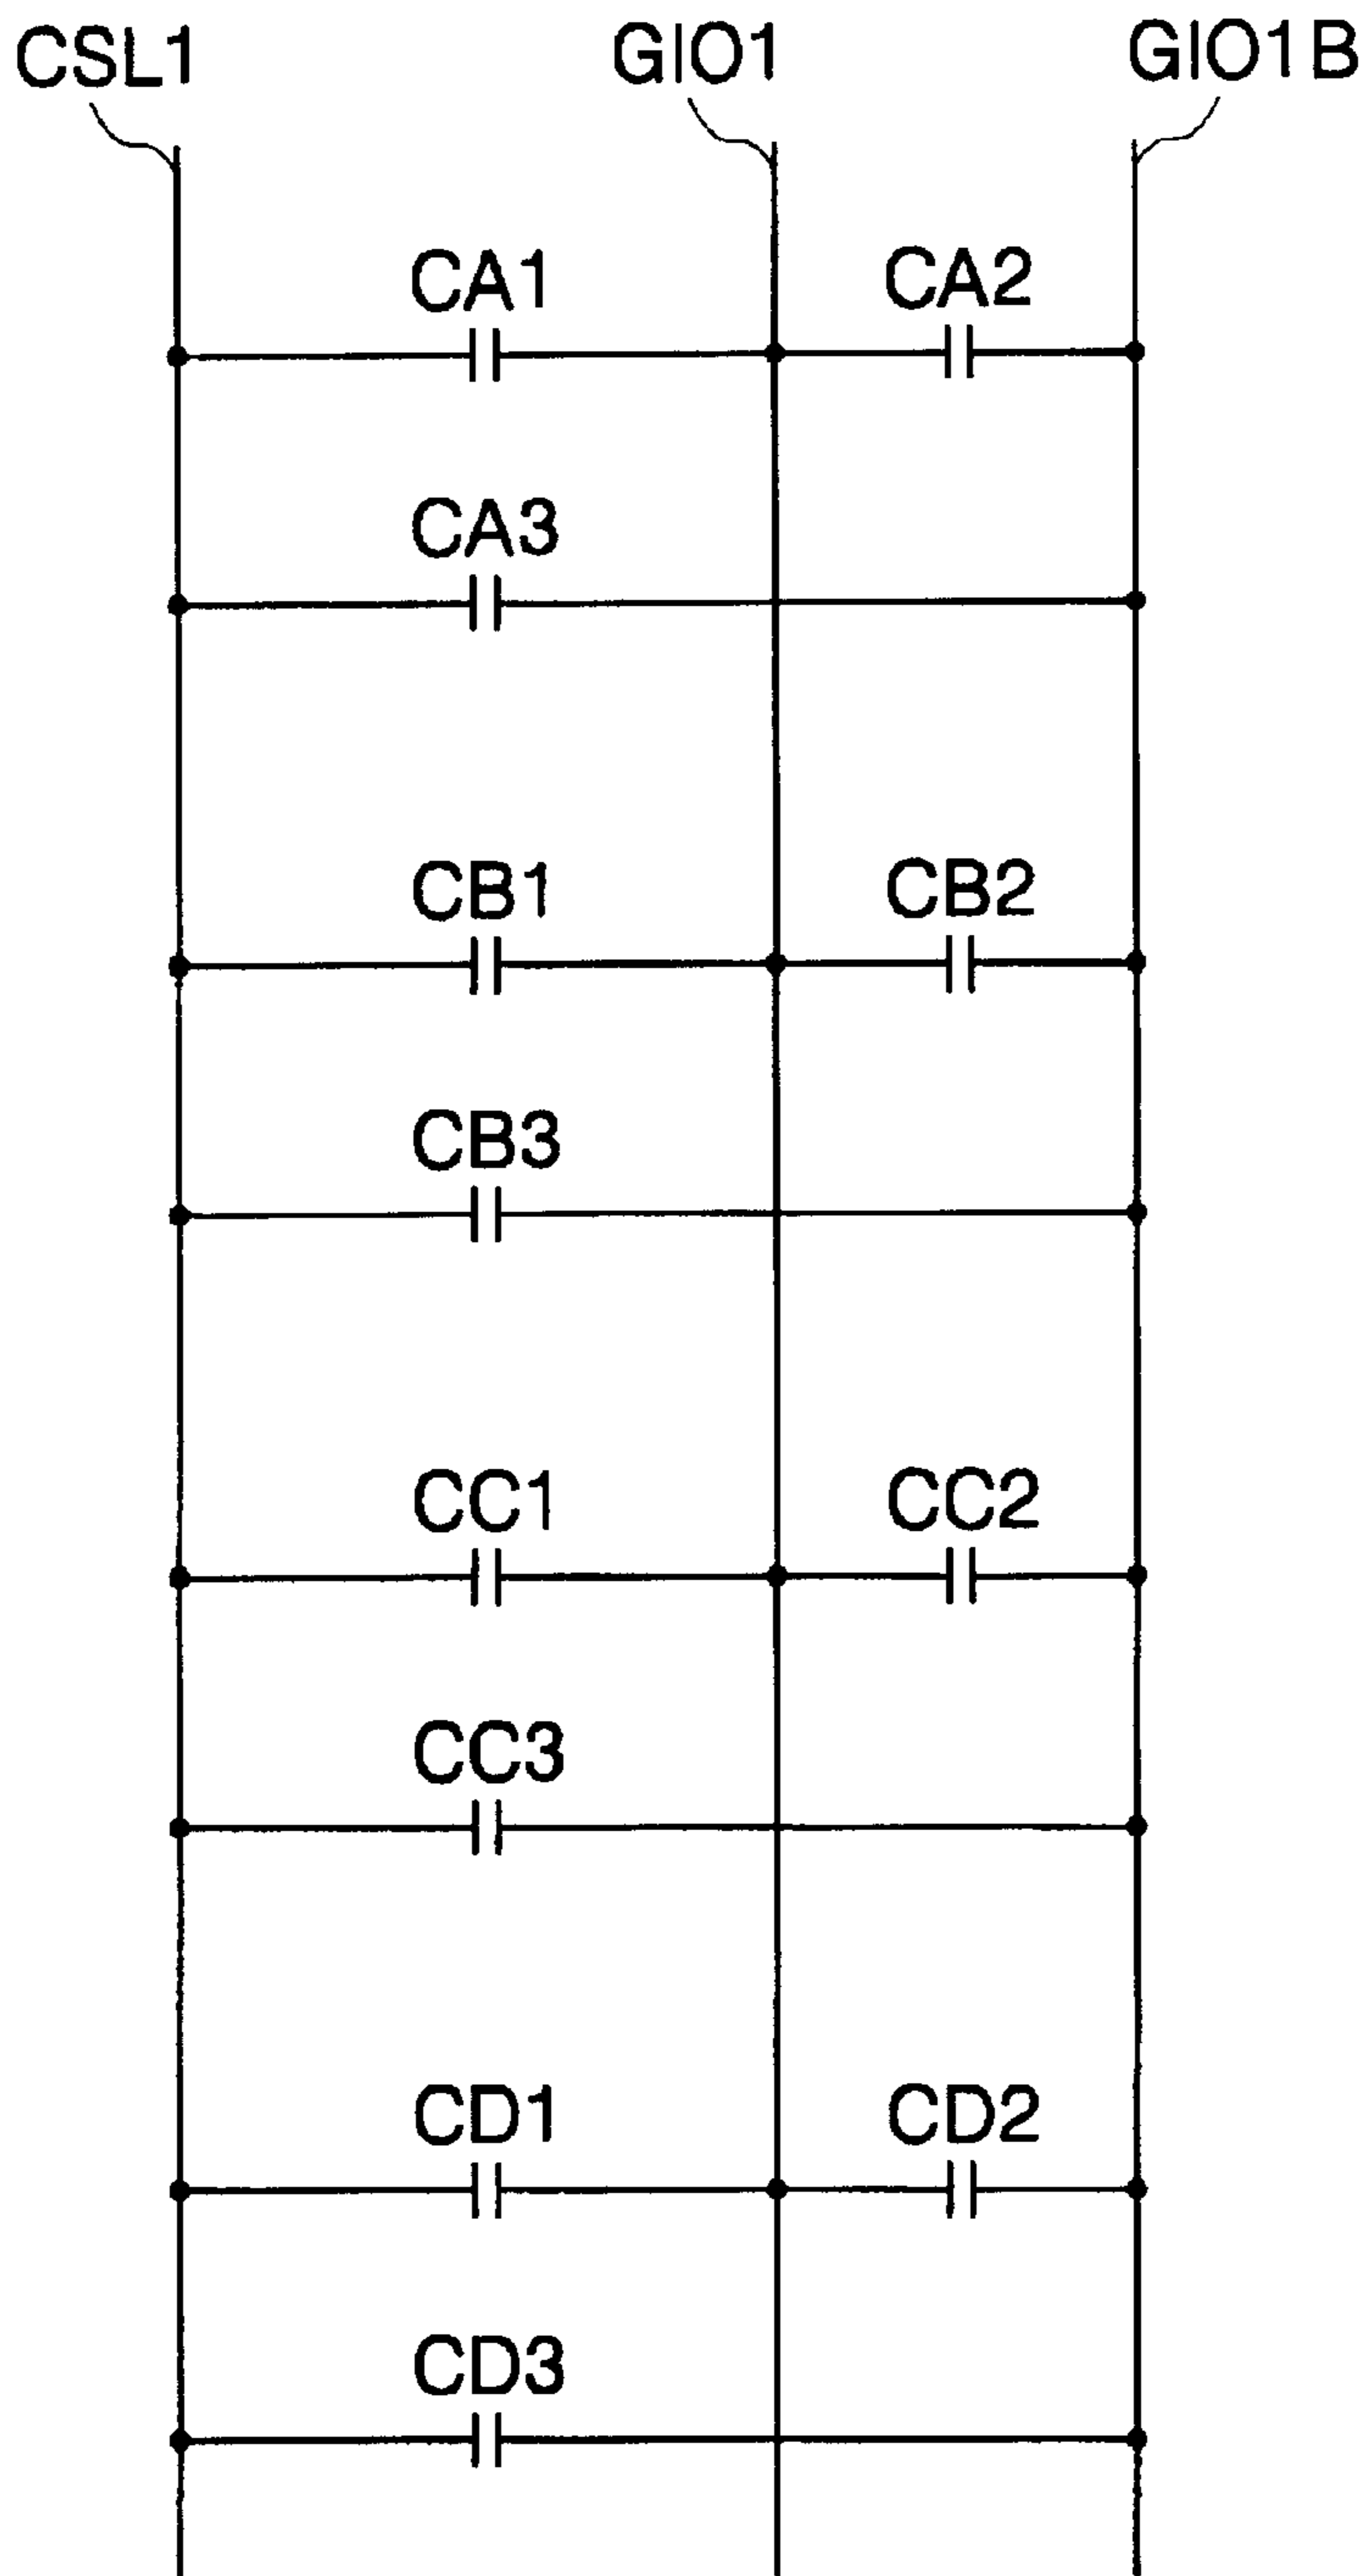 CSL1 GIO1 GIO1B
CA1 CA2
CA3
CB1 CB2
CB3
CC1 CC2
CC3
CD1 CD2
CD3